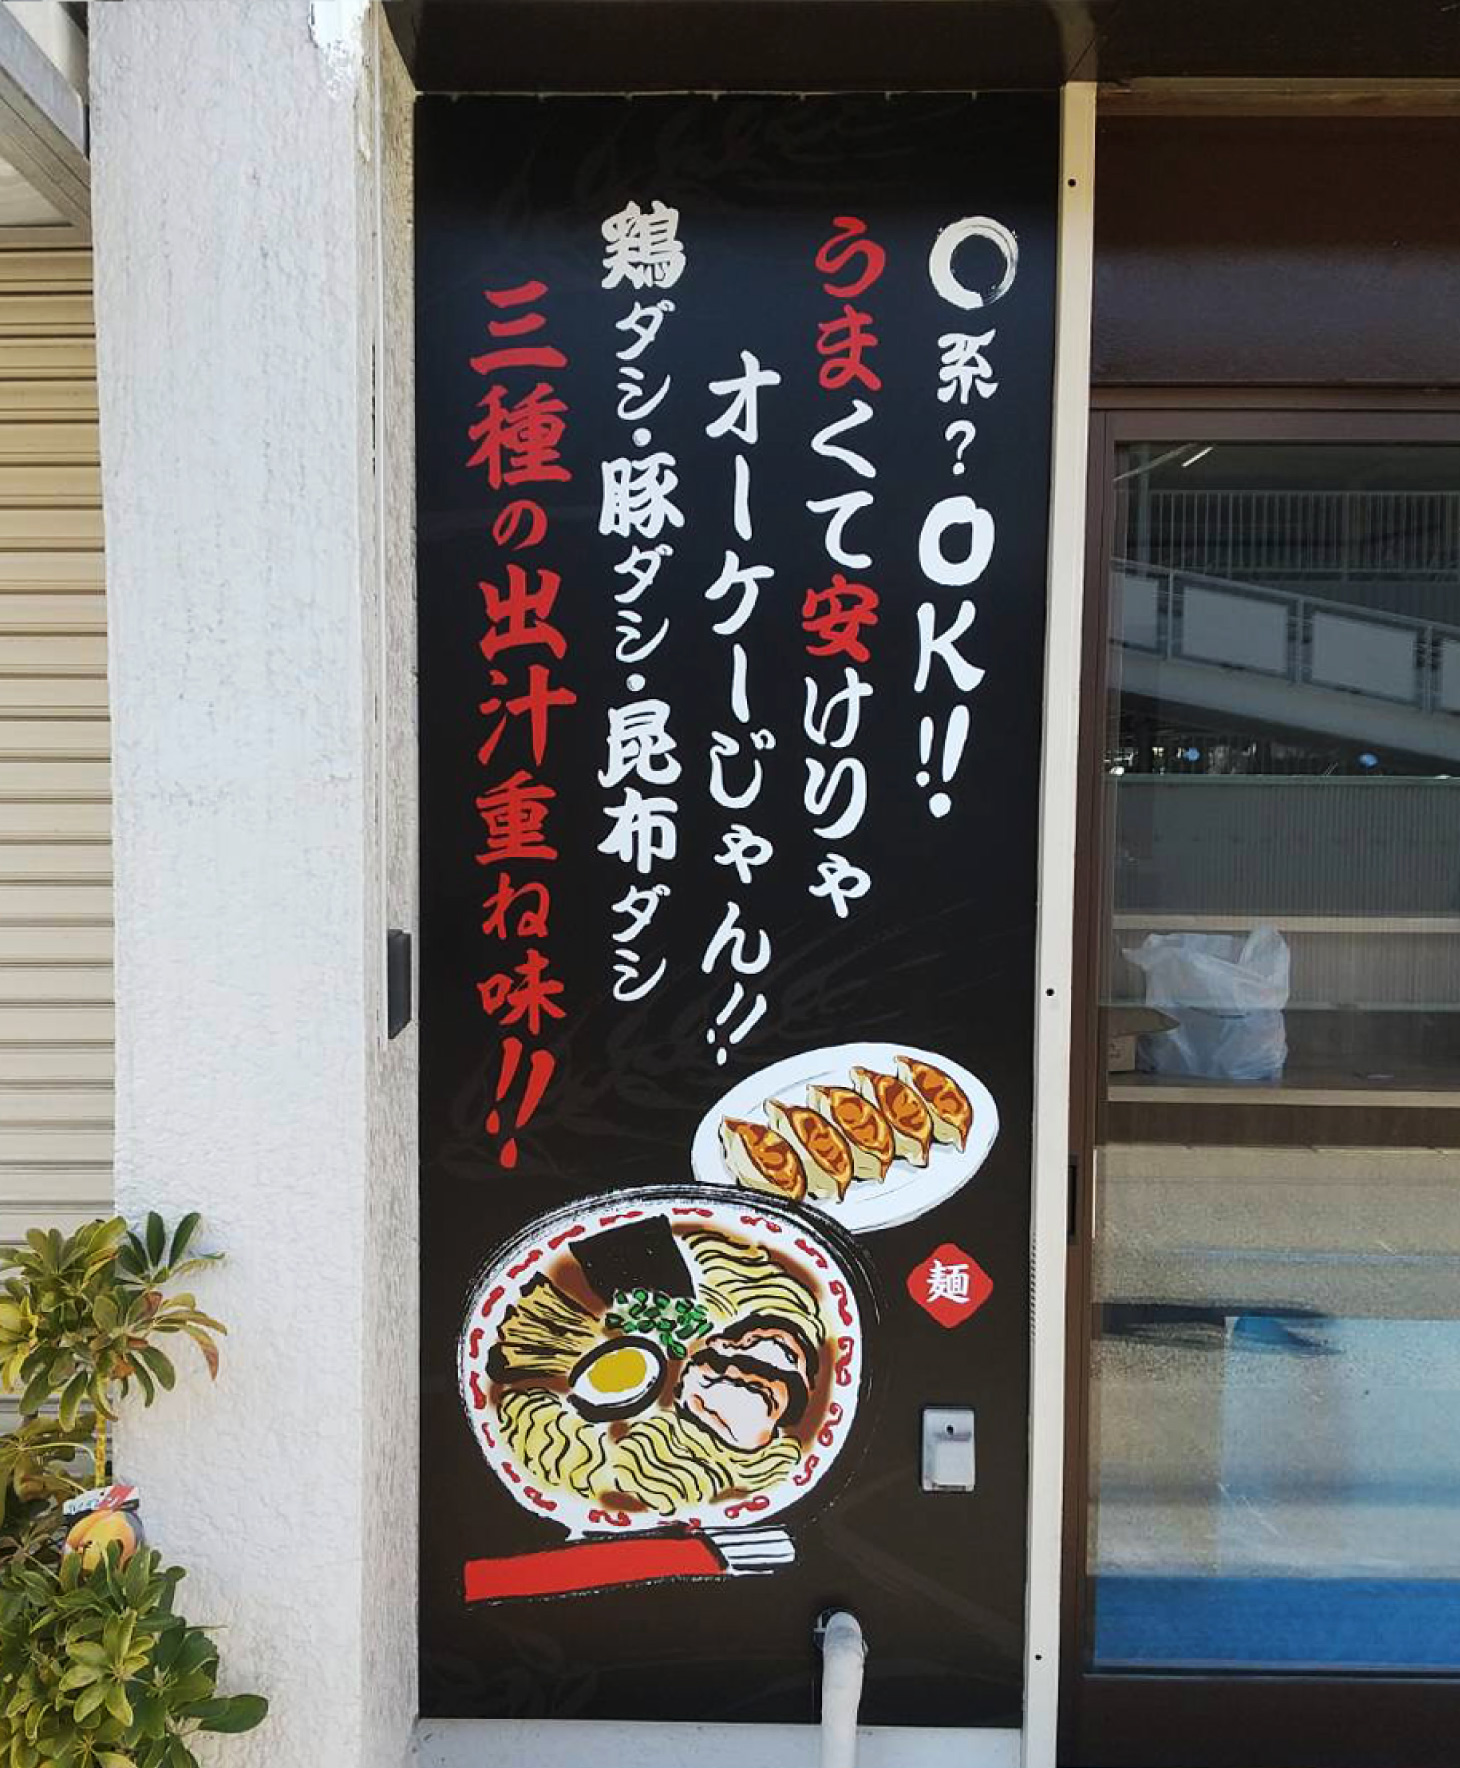 〇系?OK!!
うまくて安けりゃ
オーケーじゃん!!
鶏ダシ・豚ダシ・昆布ダシ
三種の出汁重ね味!!
麺